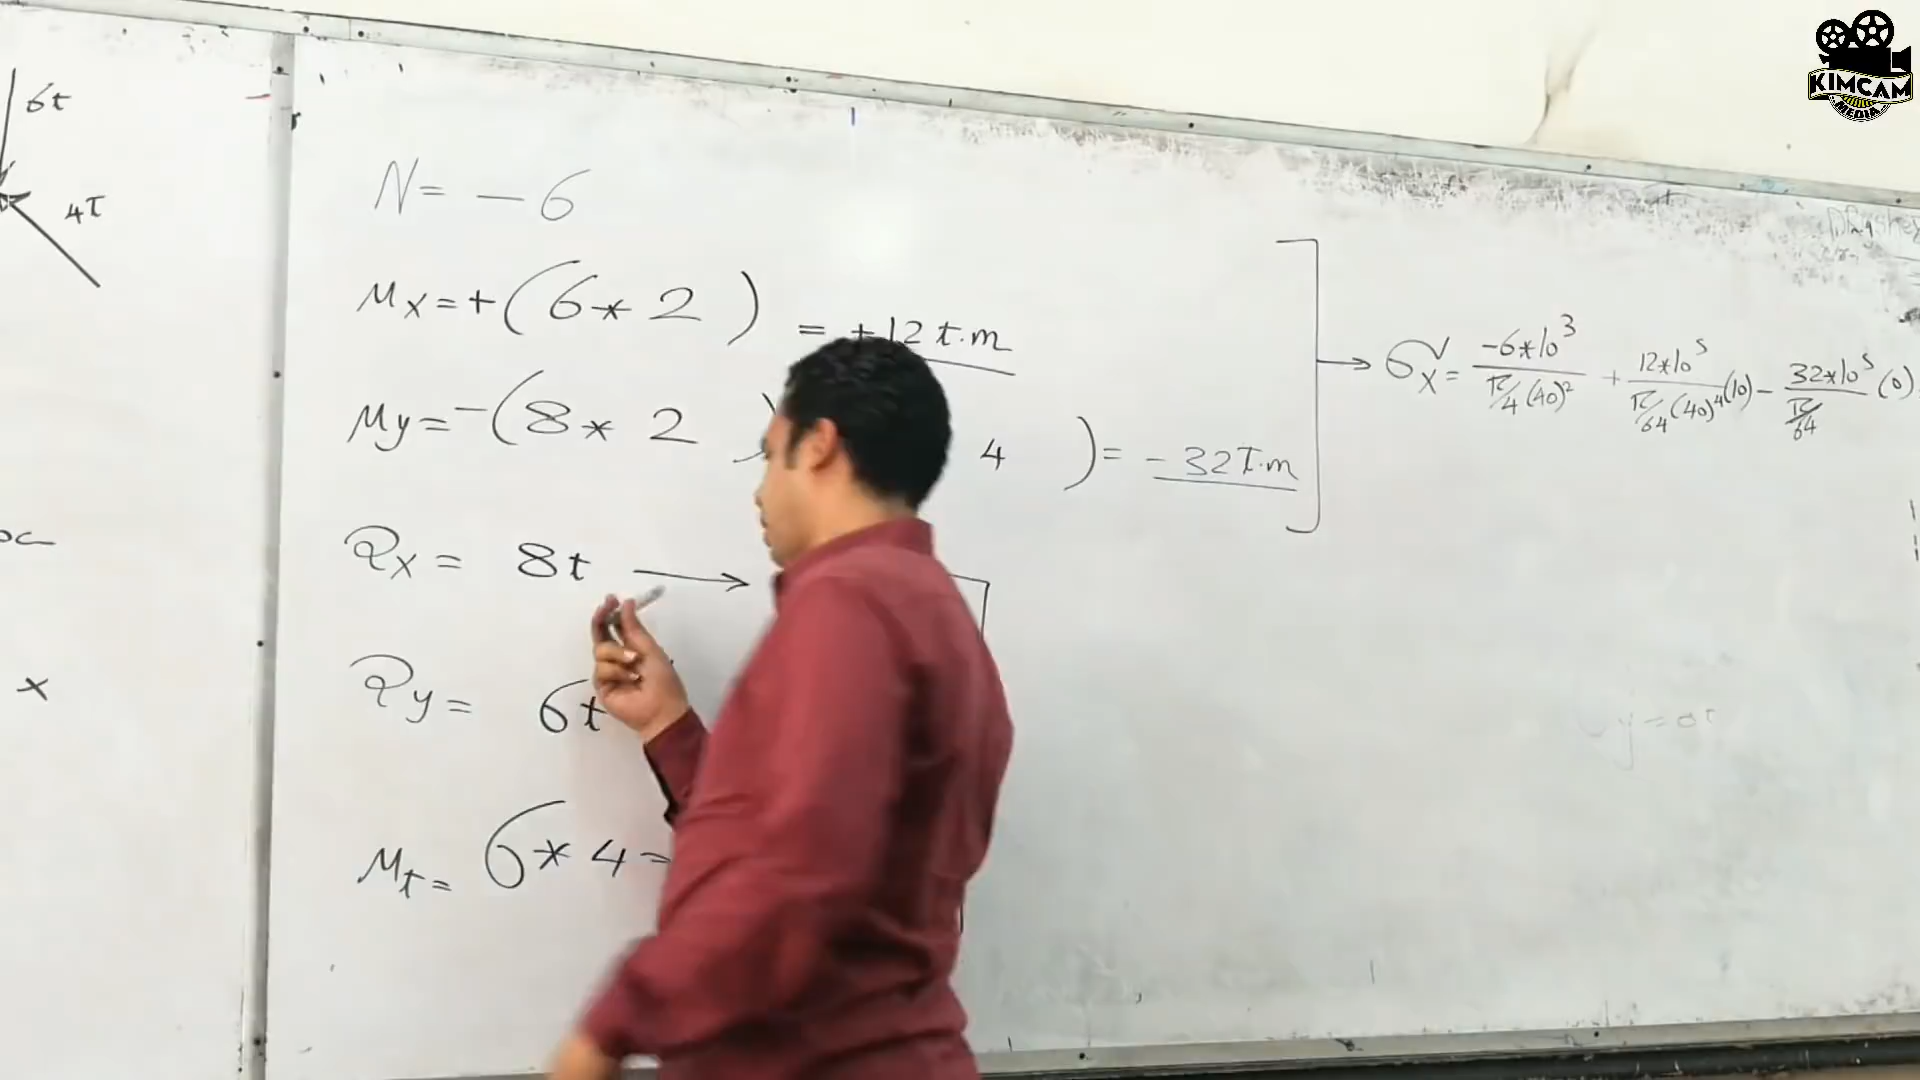 6t
4t
x
N = - 6
Mx = + ( 6 * 2 ) = +12 t.m
My = - ( 8 * 2 ) 4 ) = - 32 t.m
Qx = 8t →
Qy = 6t
Mt = 6 * 4 =
→ σx = -6*10^3 / π/4 (40)^2 + 12*10^5 / π/64 (40)^4 (10) - 32*10^5 / π/64 (0)
KIMCAM
MEDIA